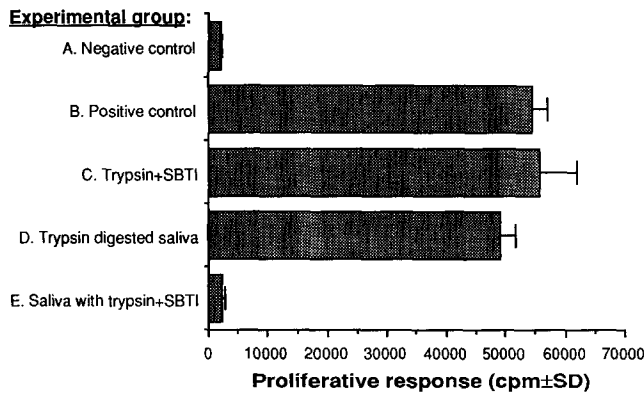 Experimental group:
A. Negative control
B. Positive control
C. Trypsin+SBTI
D. Trypsin digested saliva
E. Saliva with trypsin+SBTI
0 10000 20000 30000 40000 50000 60000 70000
Proliferative response (cpm±SD)